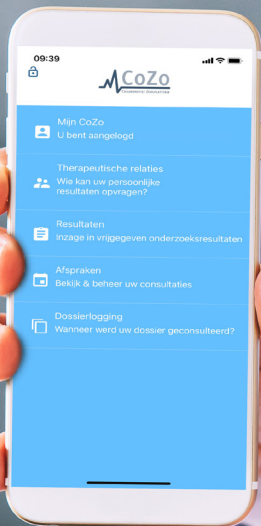 09:39
CoZo
Mijn CoZo
U bent aangelogd
Therapeutische relaties
Wie kan uw persoonlijke
resultaten opvragen?
Resultaten
Inzage in vrijgegeven onderzoeksresultaten
Afspraken
Bekijk & beheer uw consultaties
Dossierlogging
Wanneer werd uw dossier geconsulteerd?